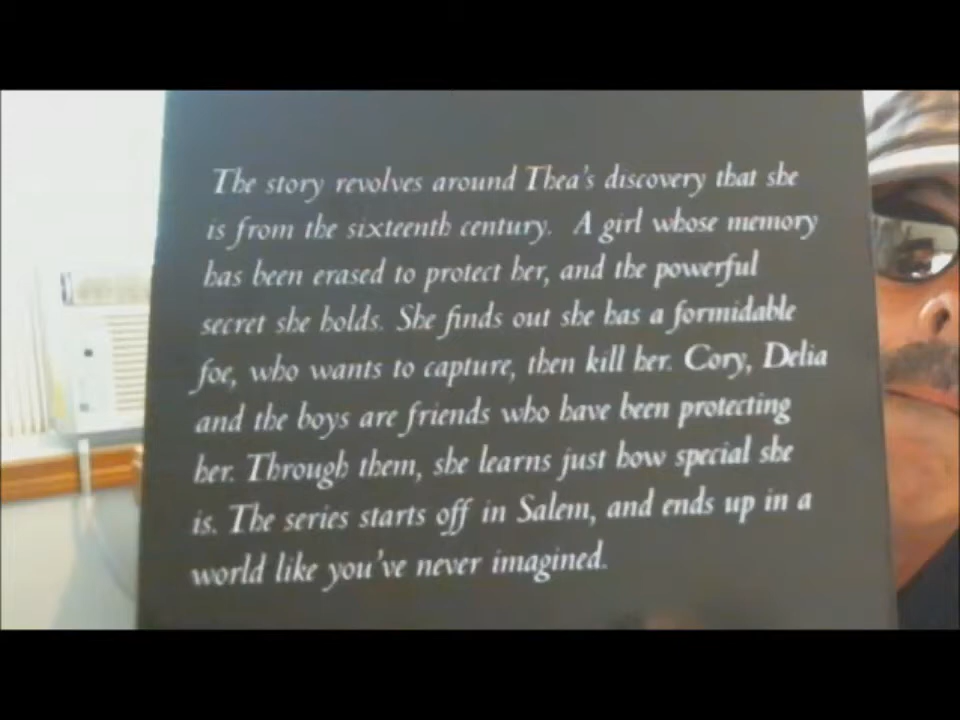 The story revolves around Thea's discovery that she
is from the sixteenth century. A girl whose memory
has been erased to protect her, and the powerful
secret she holds. She finds out she has a formidable
foe, who wants to capture, then kill her. Cory, Delia
and the boys are friends who have been protecting
her. Through them, she learns just how special she
is. The series starts off in Salem, and ends up in a
world like you've never imagined.